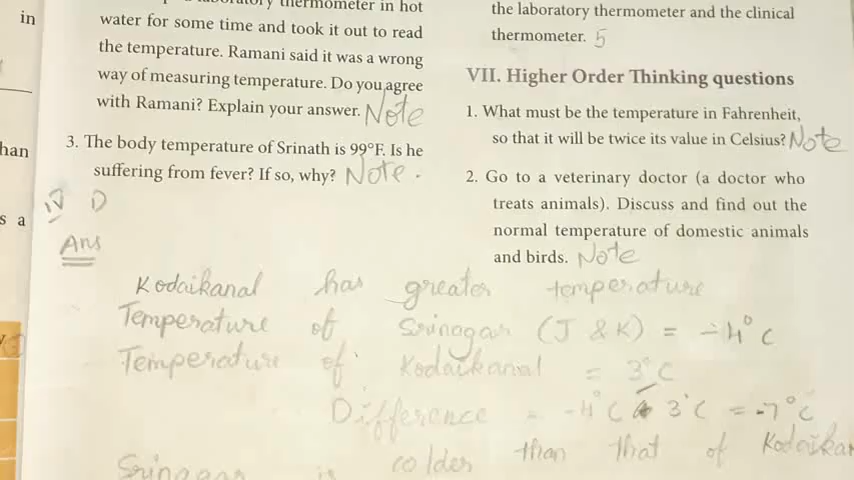 in
laboratory thermometer in hot
water for some time and took it out to read
the temperature. Ramani said it was a wrong
way of measuring temperature. Do you agree
with Ramani? Explain your answer. Note
han
3. The body temperature of Srinath is 99°F. Is he
suffering from fever? If so, why? Note.
s a
the laboratory thermometer and the clinical
thermometer. 5
VII. Higher Order Thinking questions
1. What must be the temperature in Fahrenheit,
so that it will be twice its value in Celsius? Note
2. Go to a veterinary doctor (a doctor who
treats animals). Discuss and find out the
normal temperature of domestic animals
and birds. Note
Ans
Kodaikanal has greater temperature
Temperature of Srinagar (J & K) = -4°C
Temperature of Kodaikanal = 3°C
Difference = -4°C 3°C = -7°C
Srinagar is colder than that of Kodaikan